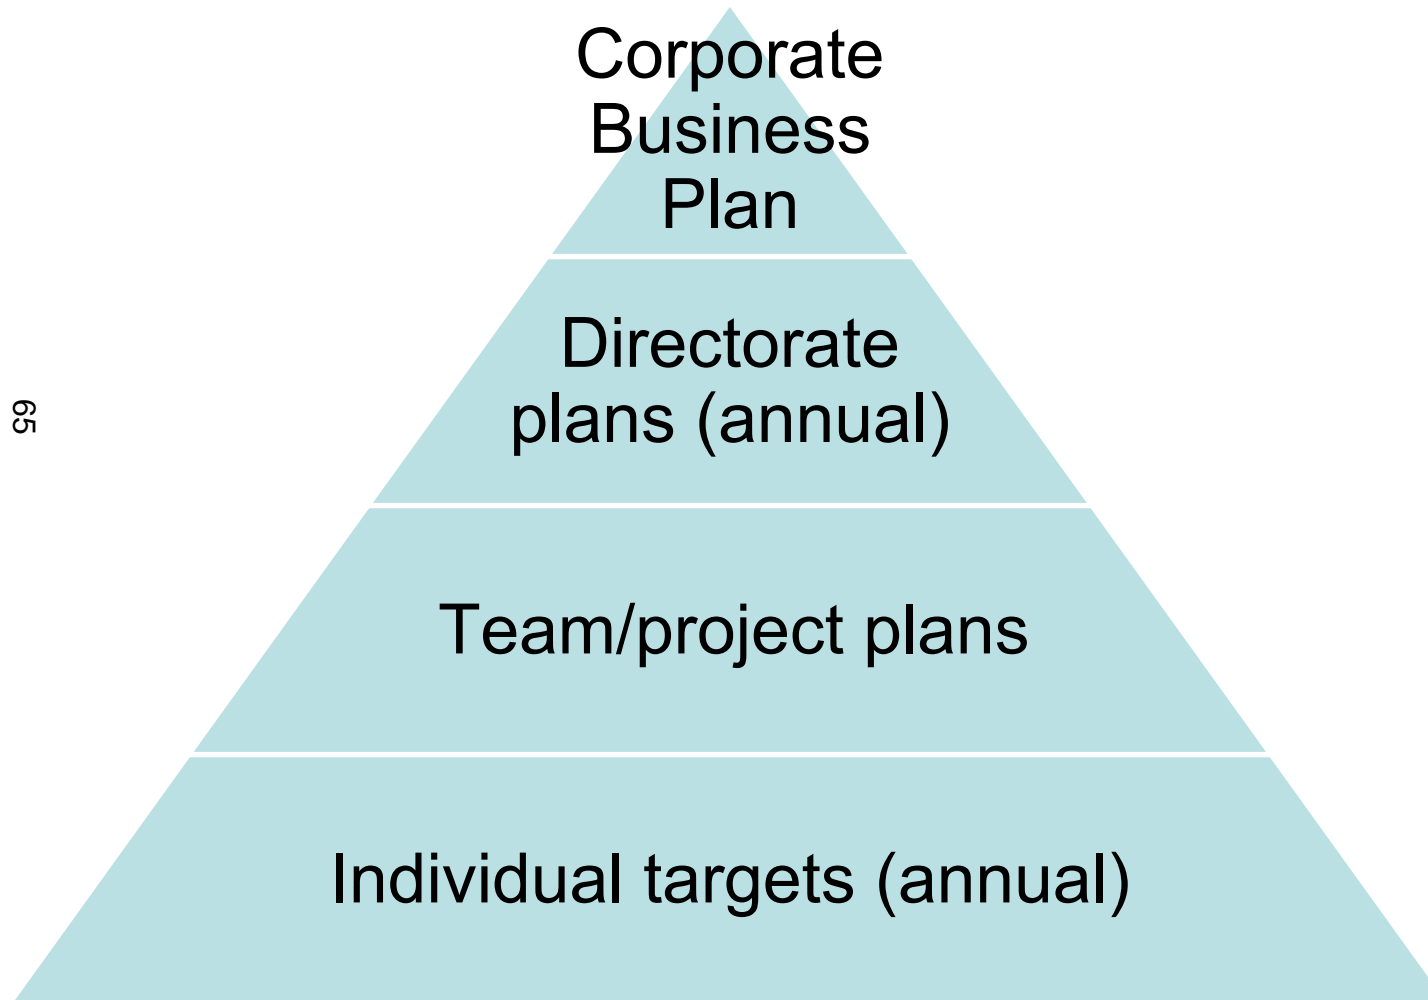 Corporate
Business
Plan
Directorate
plans (annual)
65
Team/project plans
Individual targets (annual)